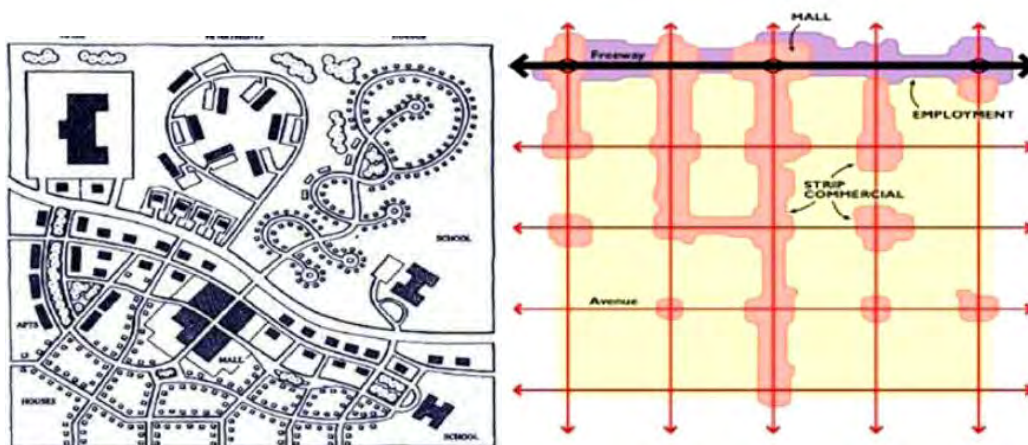 SCHOOL
APTS
MALL
HOUSES
SCHOOL
MALL
Freeway
EMPLOYMENT
STRIP
COMMERCIAL
Avenue